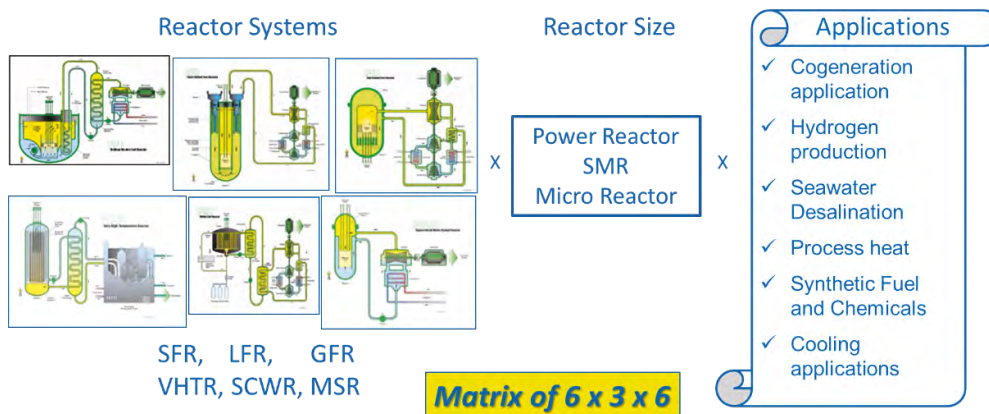 Reactor Systems
Reactor Size
Applications
x
Power Reactor
SMR
Micro Reactor
x
✓ Cogeneration
application
✓ Hydrogen
production
✓ Seawater
Desalination
✓ Process heat
✓ Synthetic Fuel
and Chemicals
✓ Cooling
applications
SFR, LFR, GFR
VHTR, SCWR, MSR
Matrix of 6 x 3 x 6